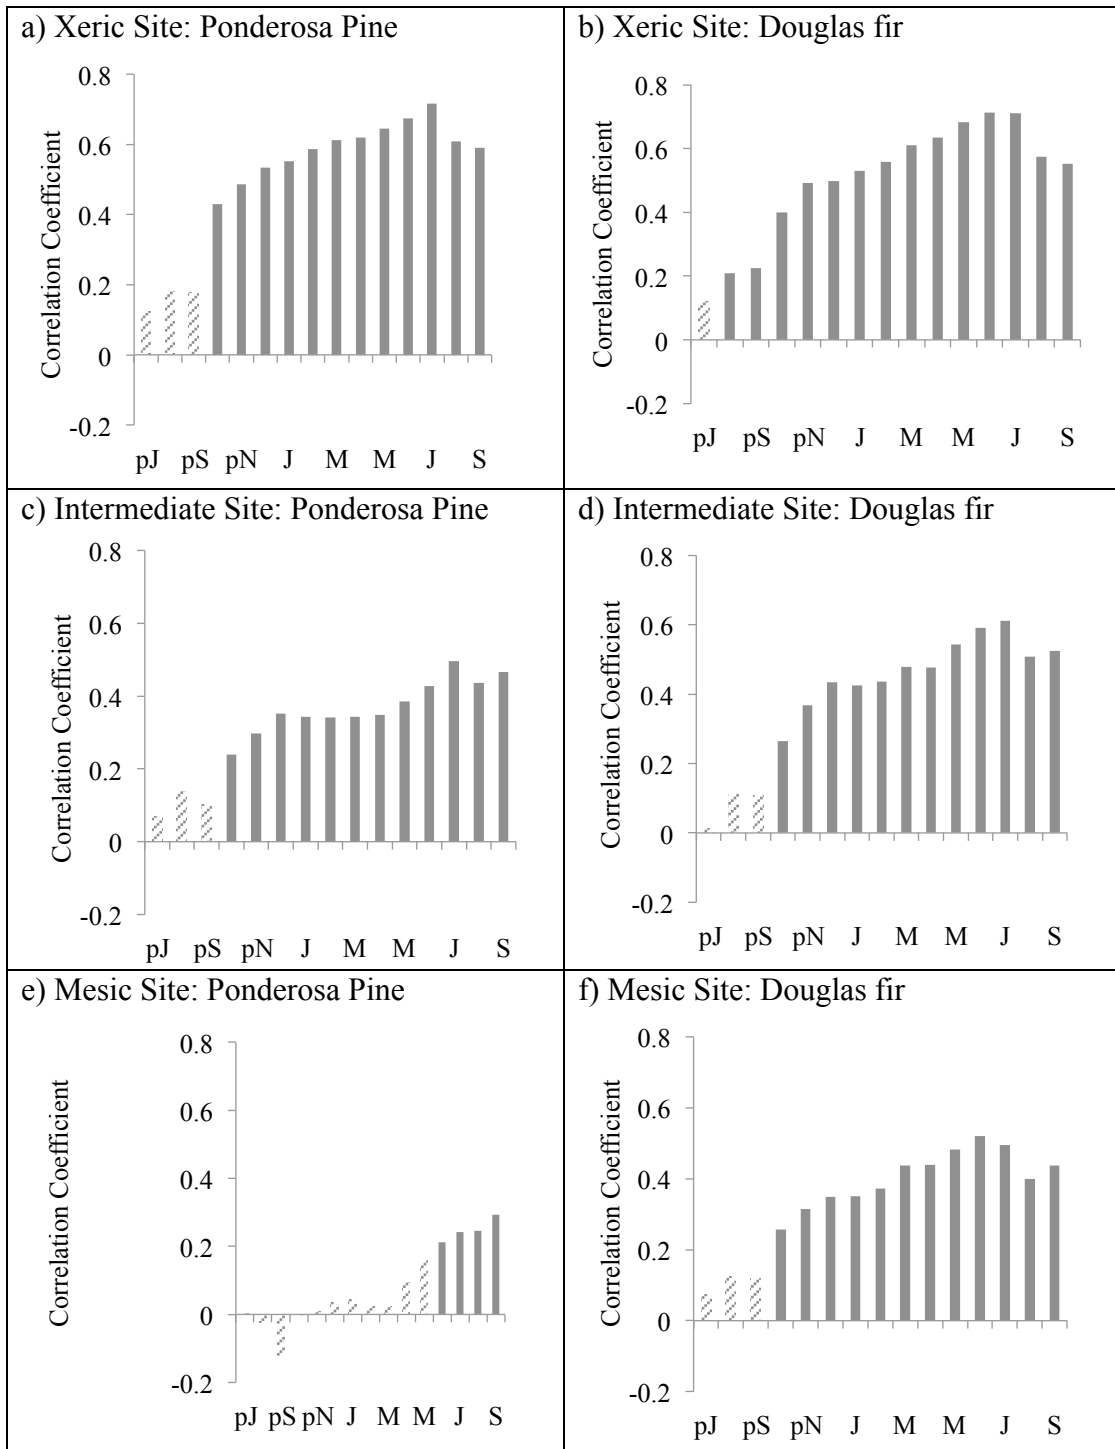 a) Xeric Site: Ponderosa Pine
0.8
0.6
0.4
0.2
0
-0.2
Correlation Coefficient
pJ pS pN J M M J S
b) Xeric Site: Douglas fir
0.8
0.6
0.4
0.2
0
-0.2
Correlation Coefficient
pJ pS pN J M M J S
c) Intermediate Site: Ponderosa Pine
0.8
0.6
0.4
0.2
0
-0.2
Correlation Coefficient
pJ pS pN J M M J S
d) Intermediate Site: Douglas fir
0.8
0.6
0.4
0.2
0
-0.2
Correlation Coefficient
pJ pS pN J M M J S
e) Mesic Site: Ponderosa Pine
0.8
0.6
0.4
0.2
0
-0.2
Correlation Coefficient
pJ pS pN J M M J S
f) Mesic Site: Douglas fir
0.8
0.6
0.4
0.2
0
-0.2
Correlation Coefficient
pJ pS pN J M M J S